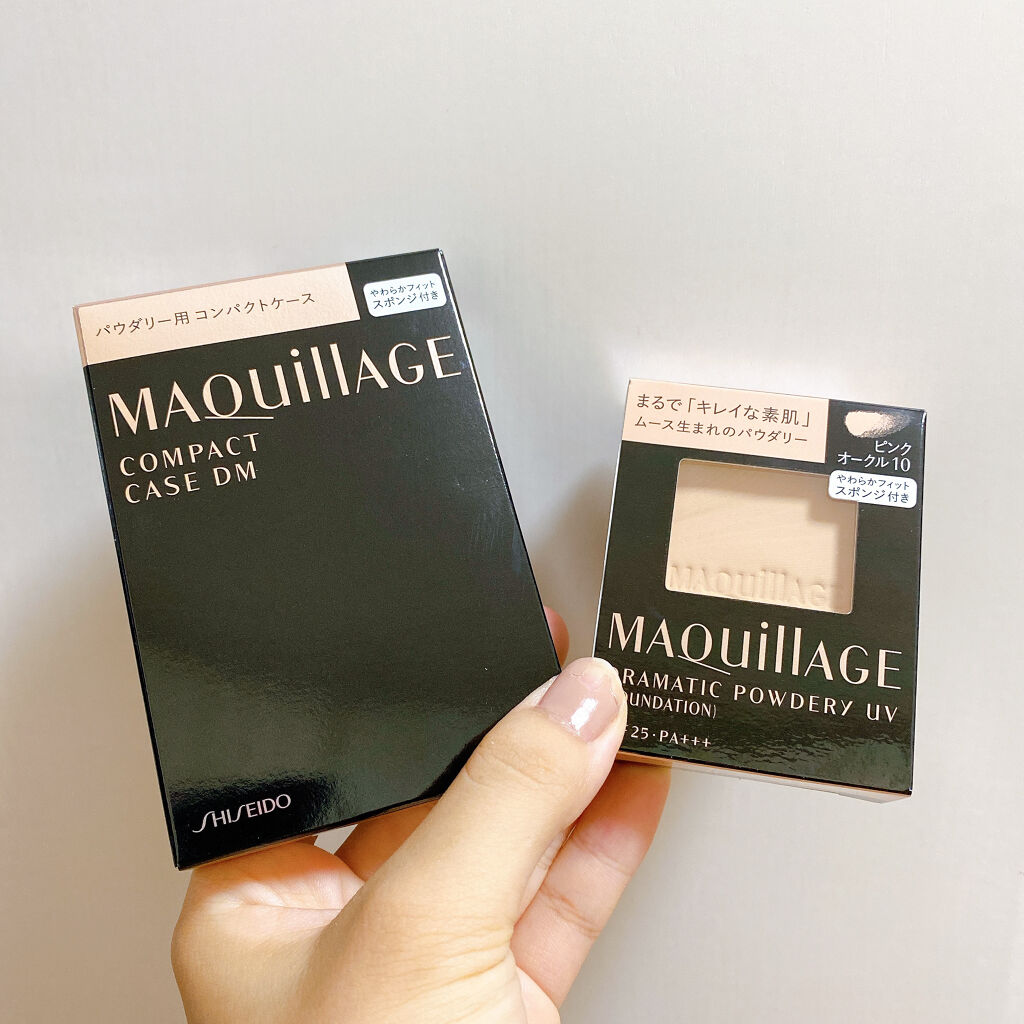 パウダリー用 コンパクトケース
やわらかフィット
スポンジ付き
MAQuillAGE
COMPACT
CASE DM
SHISEIDO
まるで「キレイな素肌」
ムース生まれのパウダリー
ピンク
オークル10
やわらかフィット
スポンジ付き
MAQuillAGE
MAQuillAGE
RAMATIC POWDERY UV
UNDATION)
25・PA+++